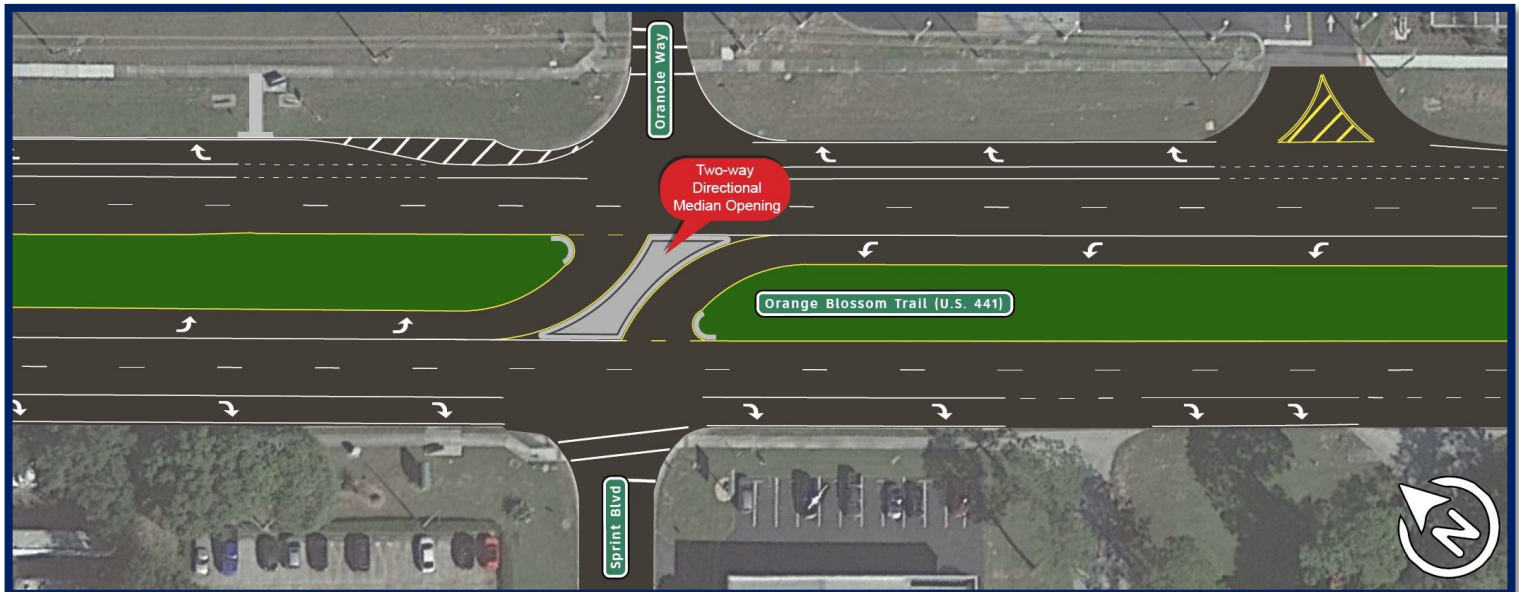 Oranole Way
Two-way
Directional
Median Opening
Orange Blossom Trail (U.S. 441)
Sprint Blvd
N